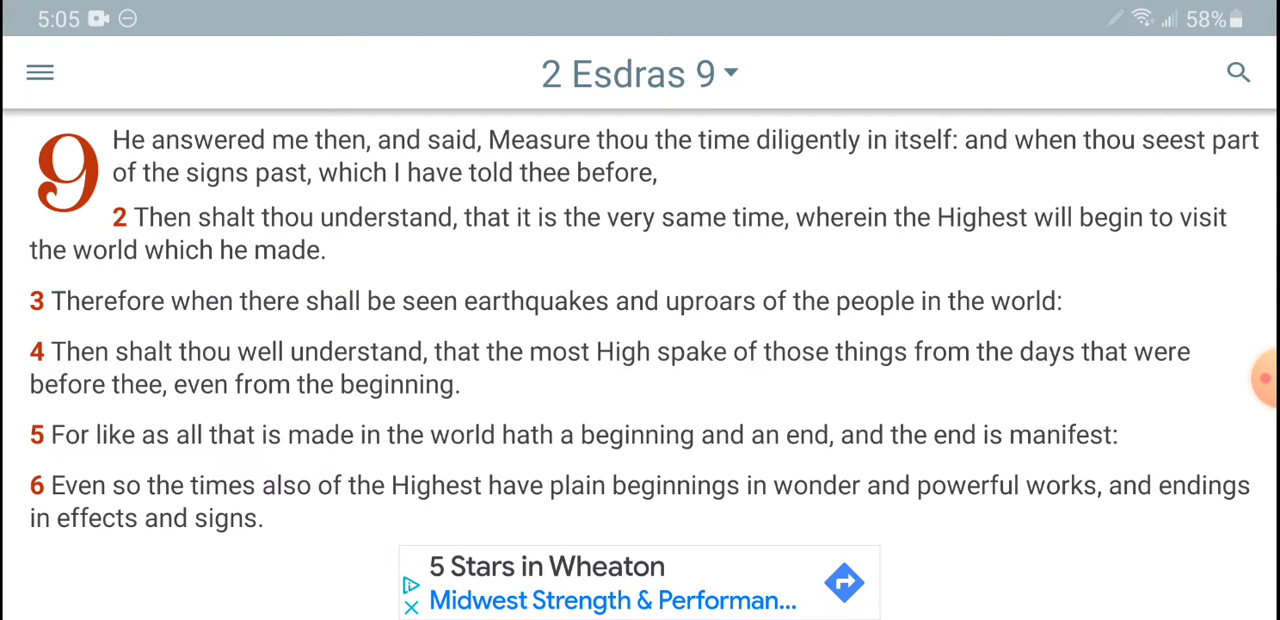 5:05
58%
2 Esdras 9
9 He answered me then, and said, Measure thou the time diligently in itself: and when thou seest part
of the signs past, which I have told thee before,
2 Then shalt thou understand, that it is the very same time, wherein the Highest will begin to visit
the world which he made.
3 Therefore when there shall be seen earthquakes and uproars of the people in the world:
4 Then shalt thou well understand, that the most High spake of those things from the days that were
before thee, even from the beginning.
5 For like as all that is made in the world hath a beginning and an end, and the end is manifest:
6 Even so the times also of the Highest have plain beginnings in wonder and powerful works, and endings
in effects and signs.
5 Stars in Wheaton
Midwest Strength & Performan...